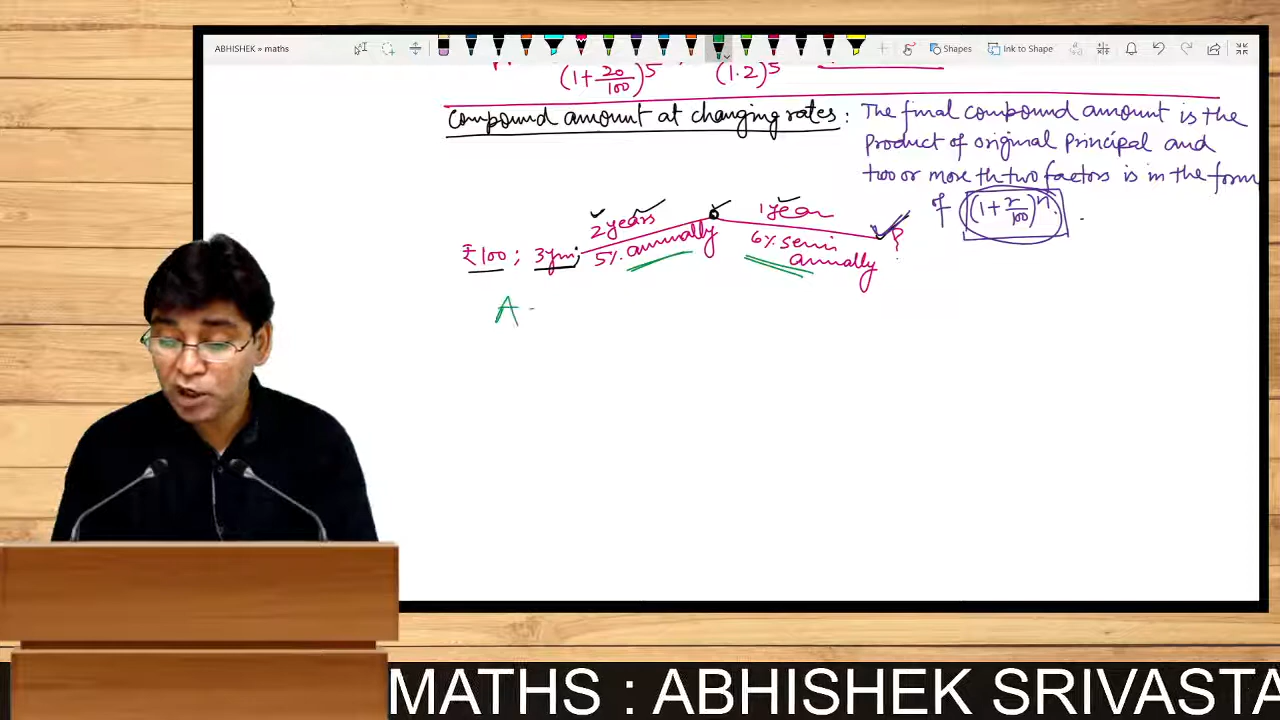 ABHISHEK » maths
Shapes
Ink to Shape
(1+20/100)^5
(1.2)^5
Compound amount at changing rates :
The final compound amount is the
product of original principal and
two or more th two factors is in the form
of (1+r/100)^n.
2 years
1 year
₹100 ; 3yrs;
5% annually
6% semi
annually
?
A -
MATHS : ABHISHEK SRIVASTA